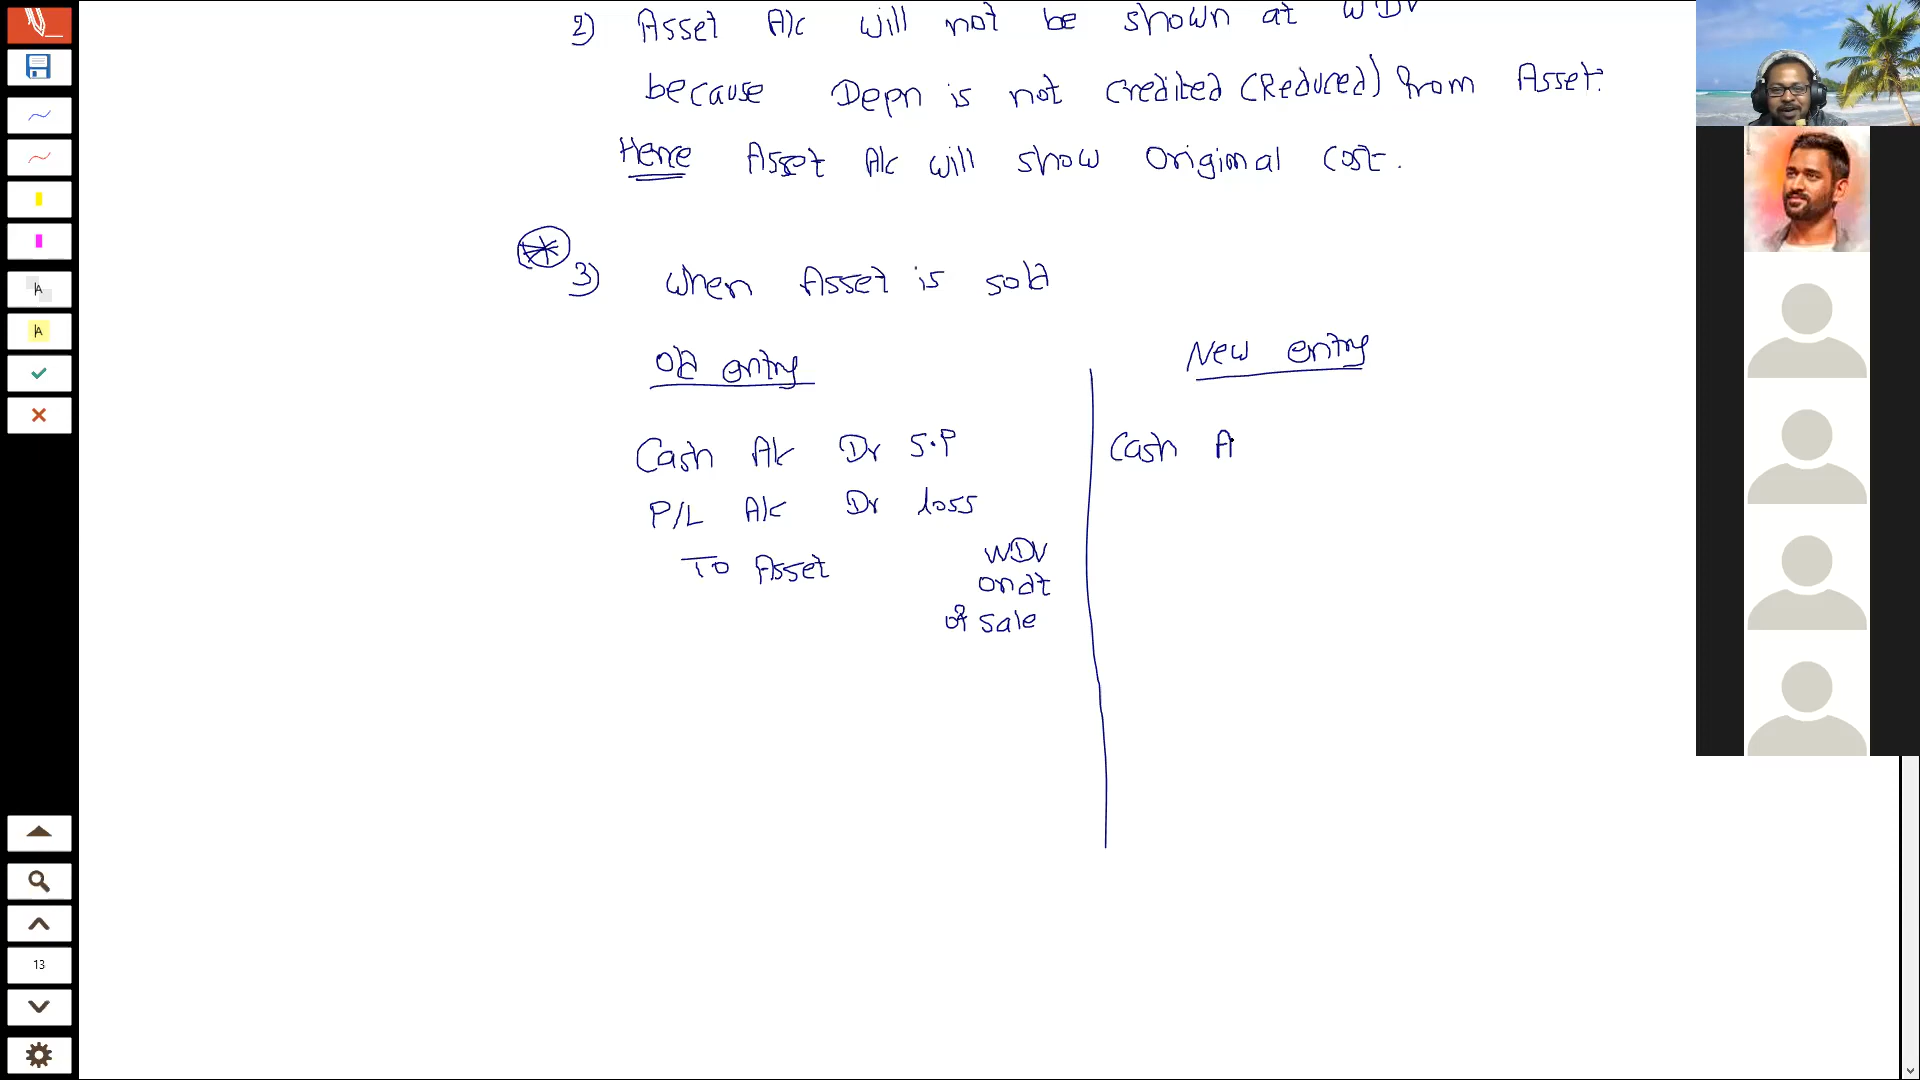 2) Asset A/c will not be shown at WDV
because Depn is not credited (Reduced) from Asset.
Hence Asset A/c will show Original Cost.
3) When Asset is sold
Old entry
New entry
Cash A/c Dr S.P
Cash A
P/L A/c Dr loss
To Asset WDV
on dt
of sale
A
A
13